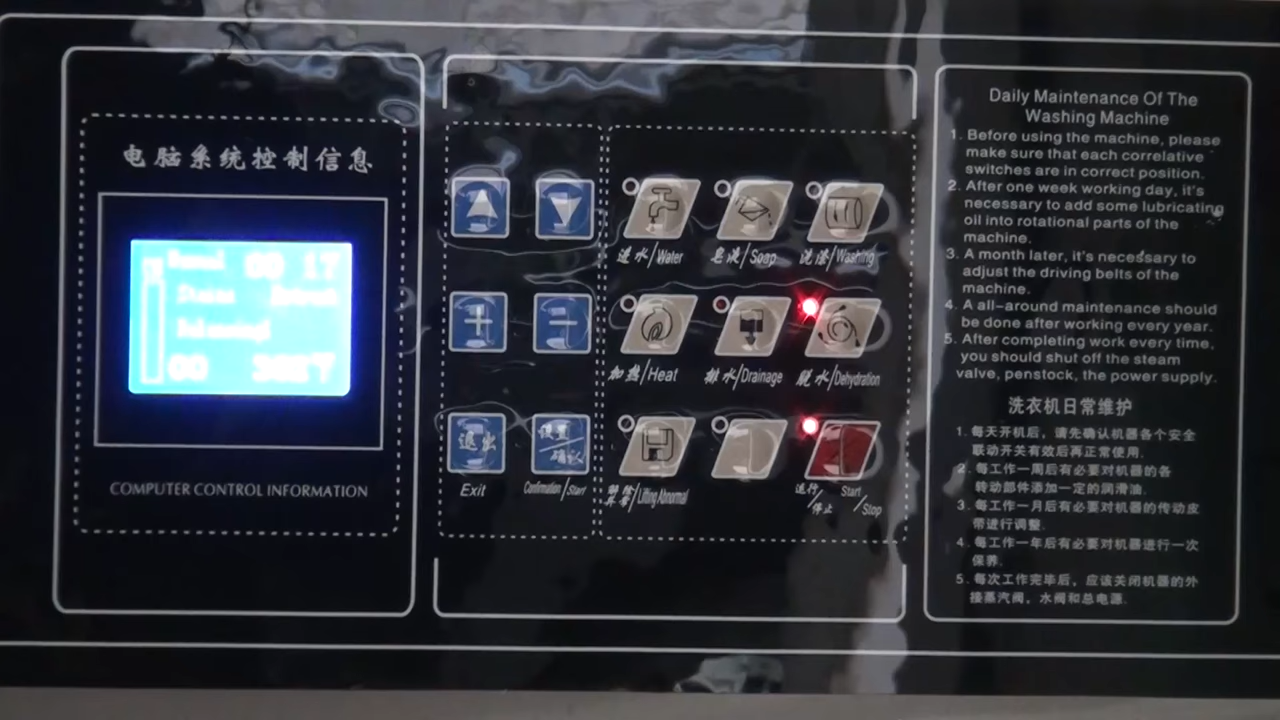 电脑系统控制信息
00 17
00
COMPUTER CONTROL INFORMATION
进水/Water
皂液/Soap
洗涤/Washing
加热/Heat
排水/Drainage
脱水/Dehydration
退出
设置/确认
Exit
Confirmation/Start
解除异常/Lifting Abnormal
运行/停止
Start/Stop
Daily Maintenance Of The
Washing Machine
1. Before using the machine, please
make sure that each correlative
switches are in correct position.
2. After one week working day, it's
necessary to add some lubricating
oil into rotational parts of the
machine.
3. A month later, it's necessary to
adjust the driving belts of the
machine.
4. A all-around maintenance should
be done after working every year.
5. After completing work every time,
you should shut off the steam
valve, penstock, the power supply.
洗衣机日常维护
1. 每天开机后，请先确认机器各个安全
联动开关有效后再正常使用.
2. 每工作一周后有必要对机器的各
转动部件添加一定的润滑油.
3. 每工作一月后有必要对机器的传动皮
带进行调整.
4. 每工作一年后有必要对机器进行一次
保养.
5. 每次工作完毕后，应该关闭机器的外
接蒸汽阀，水阀和总电源.